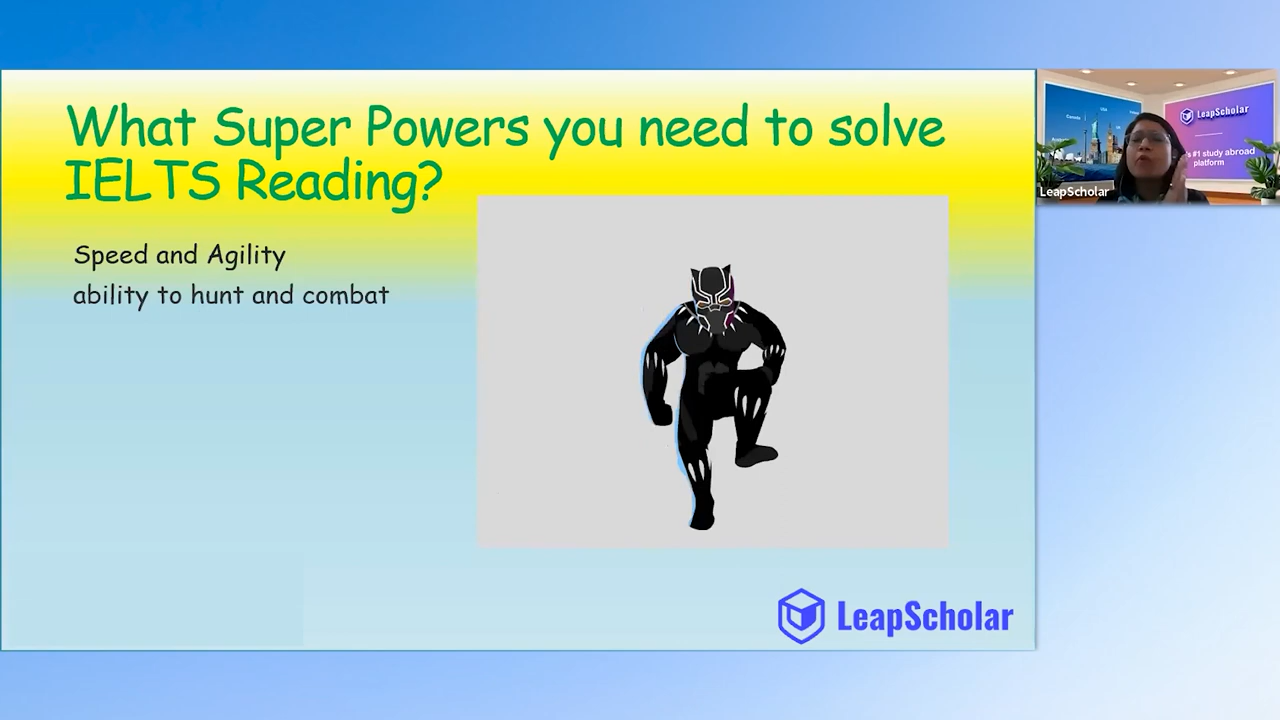 What Super Powers you need to solve
IELTS Reading?
Speed and Agility
ability to hunt and combat
LeapScholar
LeapScholar
#1 study abroad
platform
LeapScholar